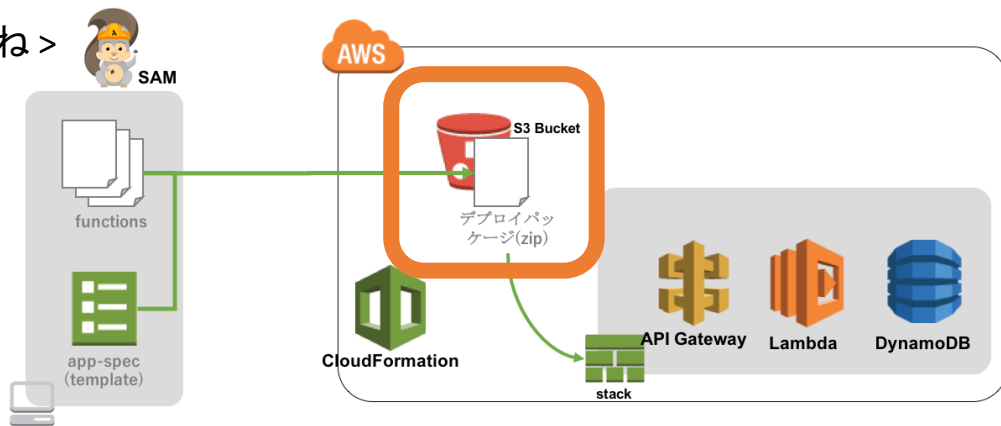 ね >
SAM
AWS
S3 Bucket
functions
デプロイパッ
ケージ(zip)
app-spec
(template)
CloudFormation
API Gateway
Lambda
DynamoDB
stack